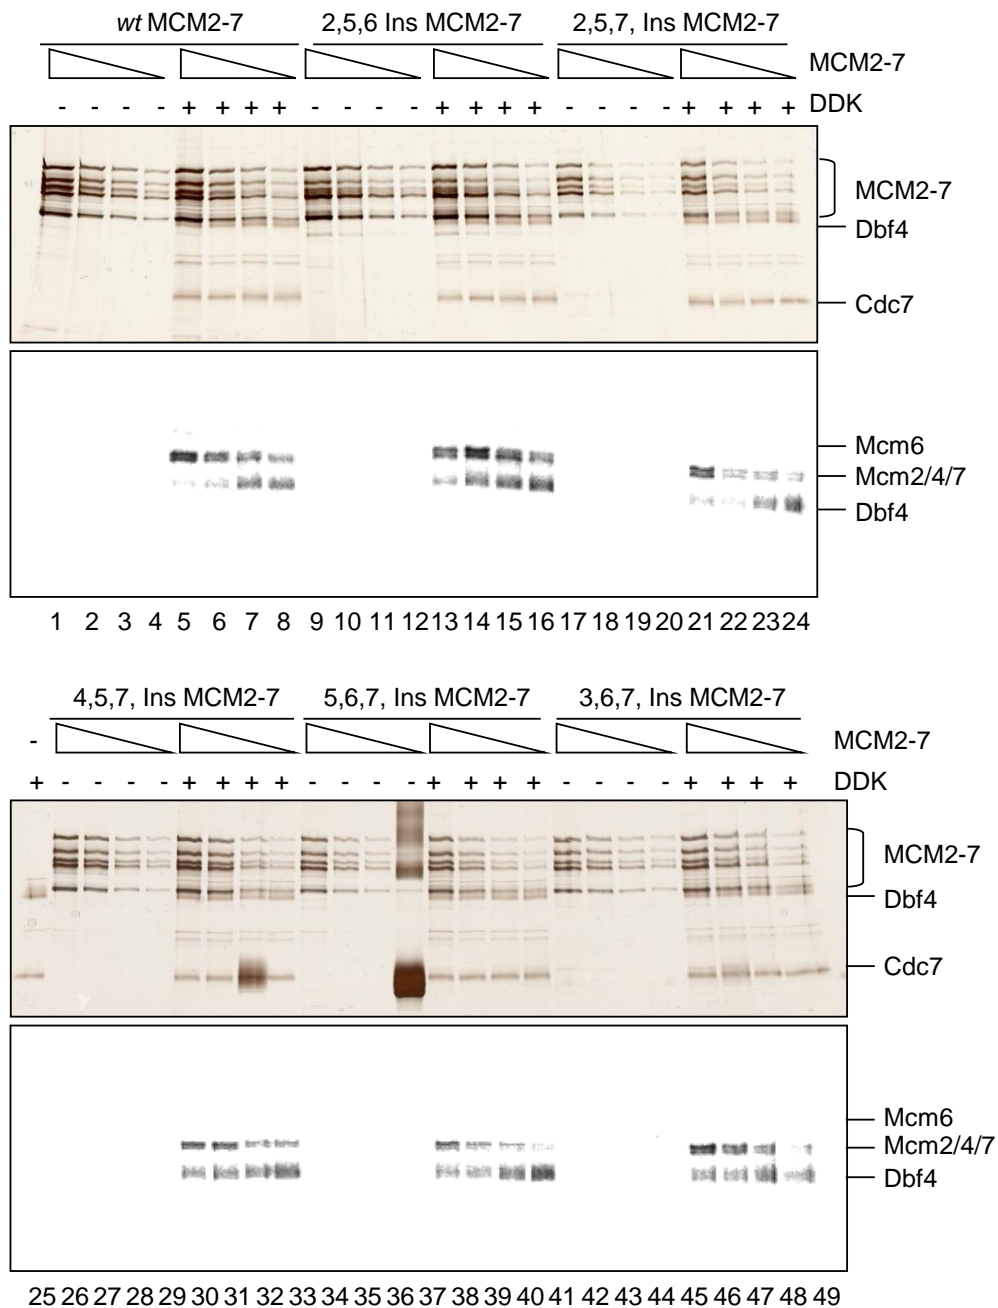 wt MCM2-7 2,5,6 Ins MCM2-7 2,5,7, Ins MCM2-7
MCM2-7
- - - - + + + + - - - - + + + + - - - - + + + + DDK
MCM2-7
Dbf4
Cdc7
Mcm6
Mcm2/4/7
Dbf4
1 2 3 4 5 6 7 8 9 10 11 12 13 14 15 16 17 18 19 20 21 22 23 24
4,5,7, Ins MCM2-7 5,6,7, Ins MCM2-7 3,6,7, Ins MCM2-7
- MCM2-7
+ - - - - + + + + - - - - + + + + - - - - + + + + DDK
MCM2-7
Dbf4
Cdc7
Mcm6
Mcm2/4/7
Dbf4
25 26 27 28 29 30 31 32 33 34 35 36 37 38 39 40 41 42 43 44 45 46 47 48 49